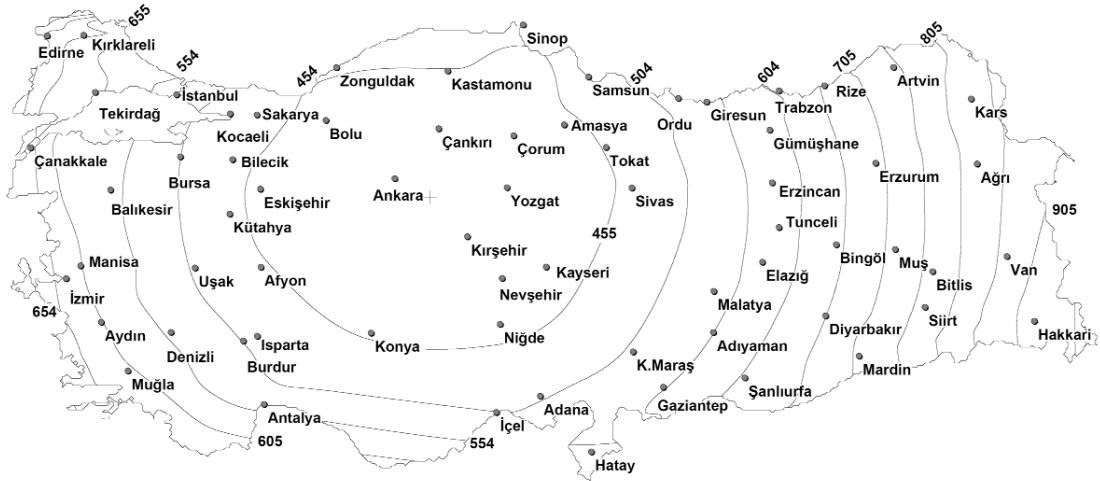 655
Edirne
Kırklareli
Sinop
805
554
454
504
604
705
Zonguldak
Kastamonu
Artvin
İstanbul
Samsun
Trabzon
Rize
Tekirdağ
Sakarya
Ordu
Giresun
Kars
Kocaeli
Bolu
Çankırı
Çorum
Amasya
Gümüşhane
Çanakkale
Bilecik
Tokat
Bursa
Erzurum
Ağrı
Balıkesir
Eskişehir
Ankara
Yozgat
Sivas
Erzincan
905
Kütahya
Tunceli
455
Kırşehir
Manisa
Uşak
Afyon
Kayseri
Bingöl
Muş
Van
İzmir
Nevşehir
Elazığ
Bitlis
654
Malatya
Siirt
Aydın
Denizli
Isparta
Konya
Niğde
Adıyaman
Diyarbakır
Hakkari
Burdur
K.Maraş
Mardin
Muğla
Şanlıurfa
Gaziantep
Antalya
Adana
İçel
605
554
Hatay